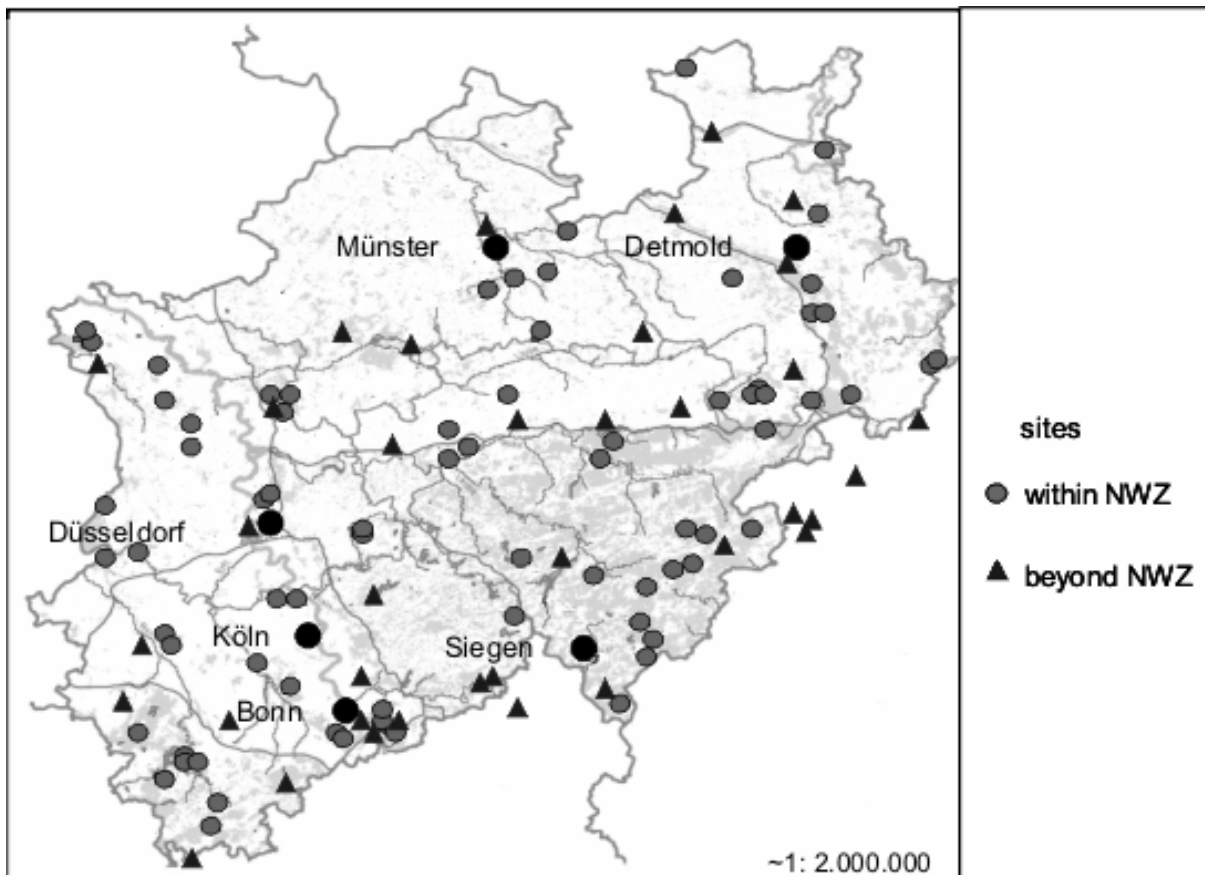 Münster
Detmold
Düsseldorf
Köln
Siegen
Bonn
~1: 2.000.000
sites
within NWZ
beyond NWZ